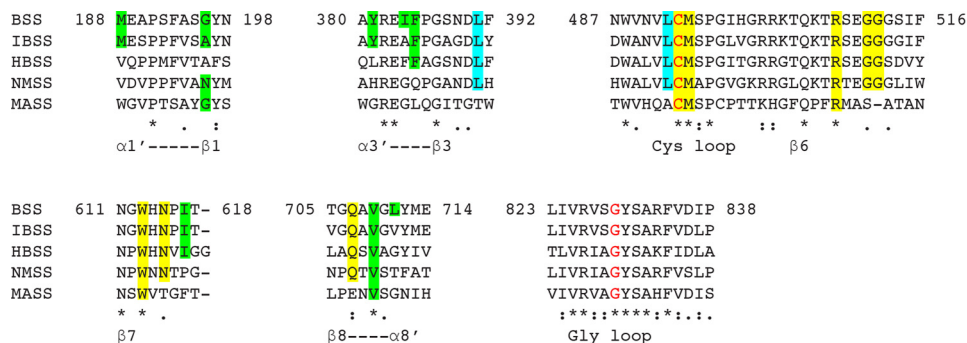 BSS 188 MEAPSFASGYN 198 380 AYREIFPGSNDLF 392 487 NWVNVLCMSPGIHGRRKTQKTRSEGGGSIF 516
IBSS MESPPFVSAYN AYREAFPGAGDLY DWANVLCMSPGLVGRRKTQKTRSEGGGGIF
HBSS VQPPMFVTAFS QLREFFAGSNDLF DWALVLCMSPGITGRRGTQKTRSEGGSDVY
NMSS VDVPPFVANYM AHREGQPGANDLF HWALVLCMAPGVKGRRGTQKTRTEGGLIW
MASS WGVPTSAYGYS WGREGLQGITGTW TWVHQACMSPCPTTKHGFQPFRMAS-ATAN
* . : ** * .. *. **:* :: * * . .
α1′-----β1 α3′----β3 Cys loop β6
BSS 611 NGWHNPIT- 618 705 TGQAVGLYME 714 823 LIVRVSGYSARFVDIP 838
IBSS NGWHNPIT- VGQAVGVYME LIVRVSGYSARFVDLP
HBSS NPWHNVIGG LAQSVAGYIV TLVRIAGYSAKFIDLA
NMSS NPWNNTPG- NPQTVSTFAT LIVRIAGYSARFVSLP
MASS NSWVTGFT- LPENVSGNIH VIVRVAGYSAHFVDIS
* * . : *. :**::**** *:.:.
β7 β8----α8′ Gly loop